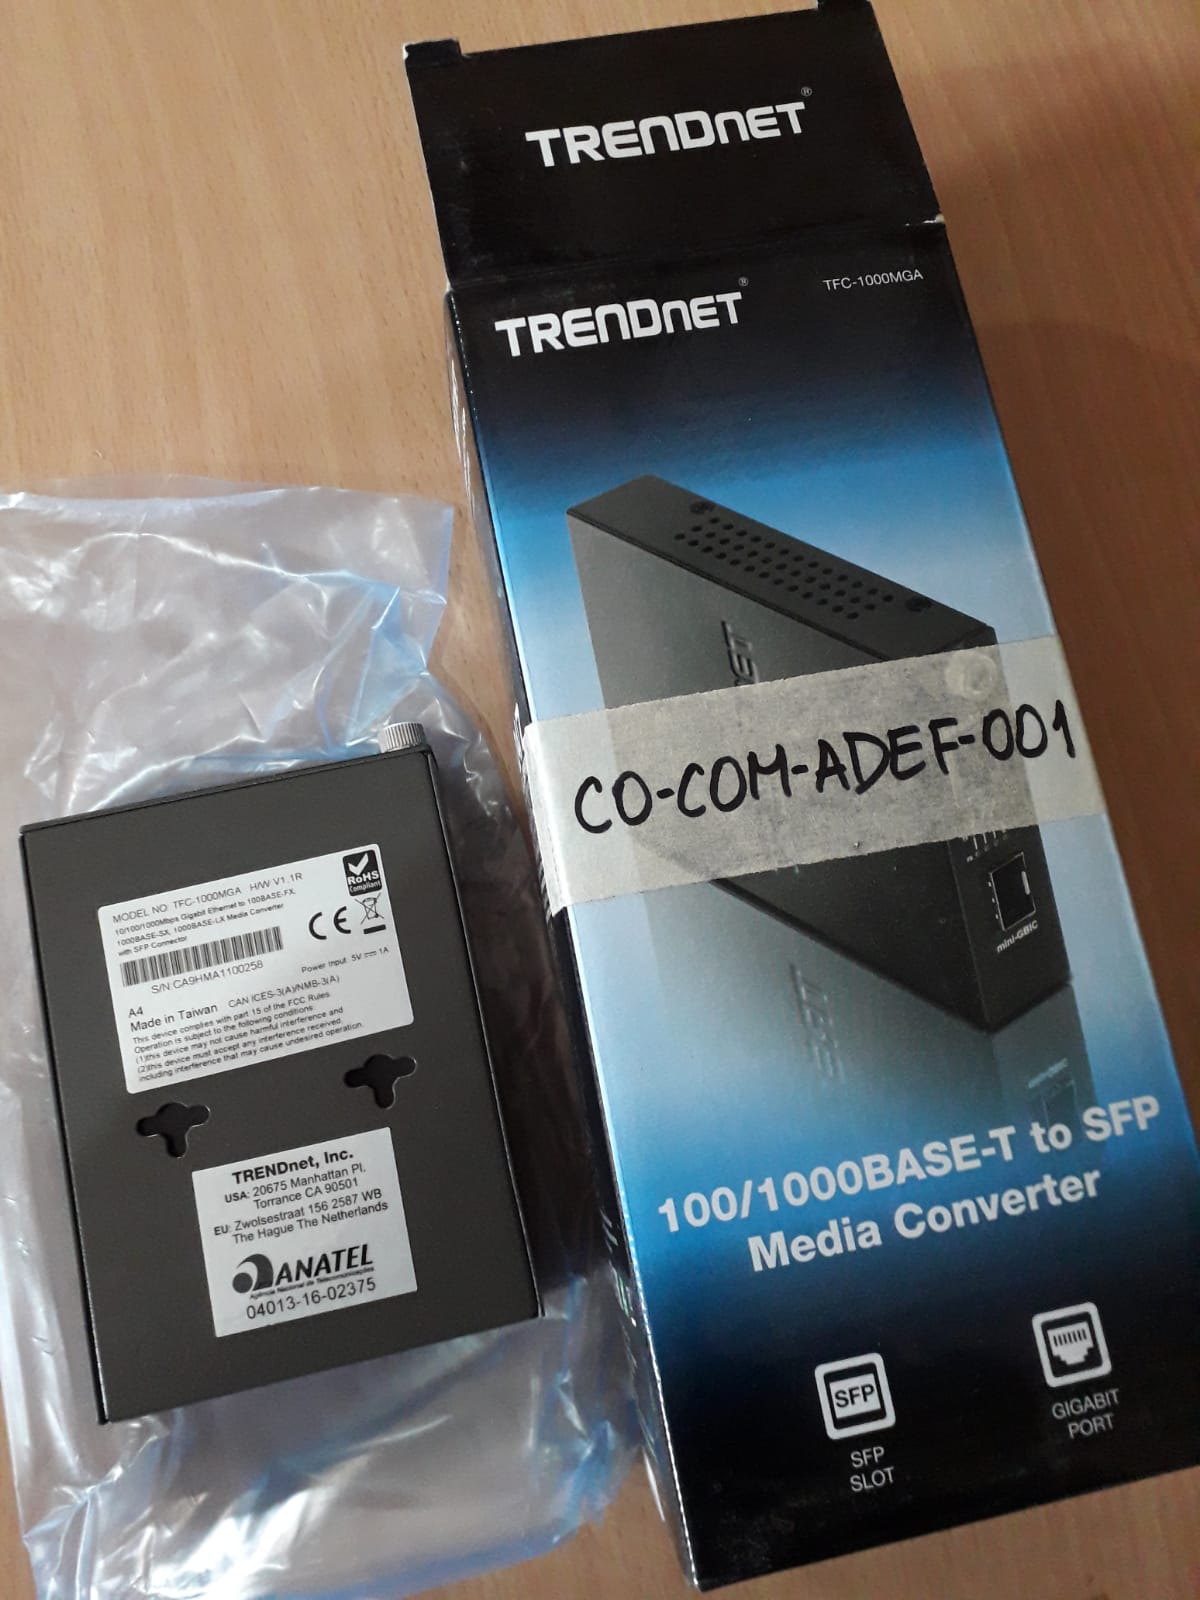 TRENDNET®
TRENDNET®
TFC-1000MGA
CO-COM-ADEF-001
mini-GBIC
100/1000BASE-T to SFP
Media Converter
SFP
SFP
SLOT
GIGABIT
PORT
MODEL NO: TFC-1000MGA H/W V1.1R
10/100/1000Mbps Gigabit Ethernet to 100BASE-FX,
1000BASE-SX, 1000BASE-LX Media Converter
with SFP Connector
RoHS
Compliant
CE
S/N:CA9HMA1100258
Power Input: 5V 1A
A4
CAN ICES-3(A)/NMB-3(A)
Made in Taiwan
This device complies with part 15 of the FCC Rules.
Operation is subject to the following conditions:
(1)this device may not cause harmful interference and
(2)this device must accept any interference received,
including interference that may cause undesired operation.
TRENDnet, Inc.
USA: 20675 Manhattan Pl.
Torrance CA 90501
EU: Zwolsestraat 156 2587 WB
The Hague The Netherlands
ANATEL
Agência Nacional de Telecomunicações
04013-16-02375